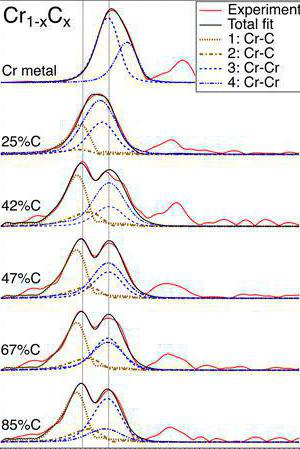 Cr1-xCx
Experiment
Total fit
1: Cr-C
2: Cr-C
3: Cr-Cr
4: Cr-Cr
Cr metal
25%C
42%C
47%C
67%C
85%C